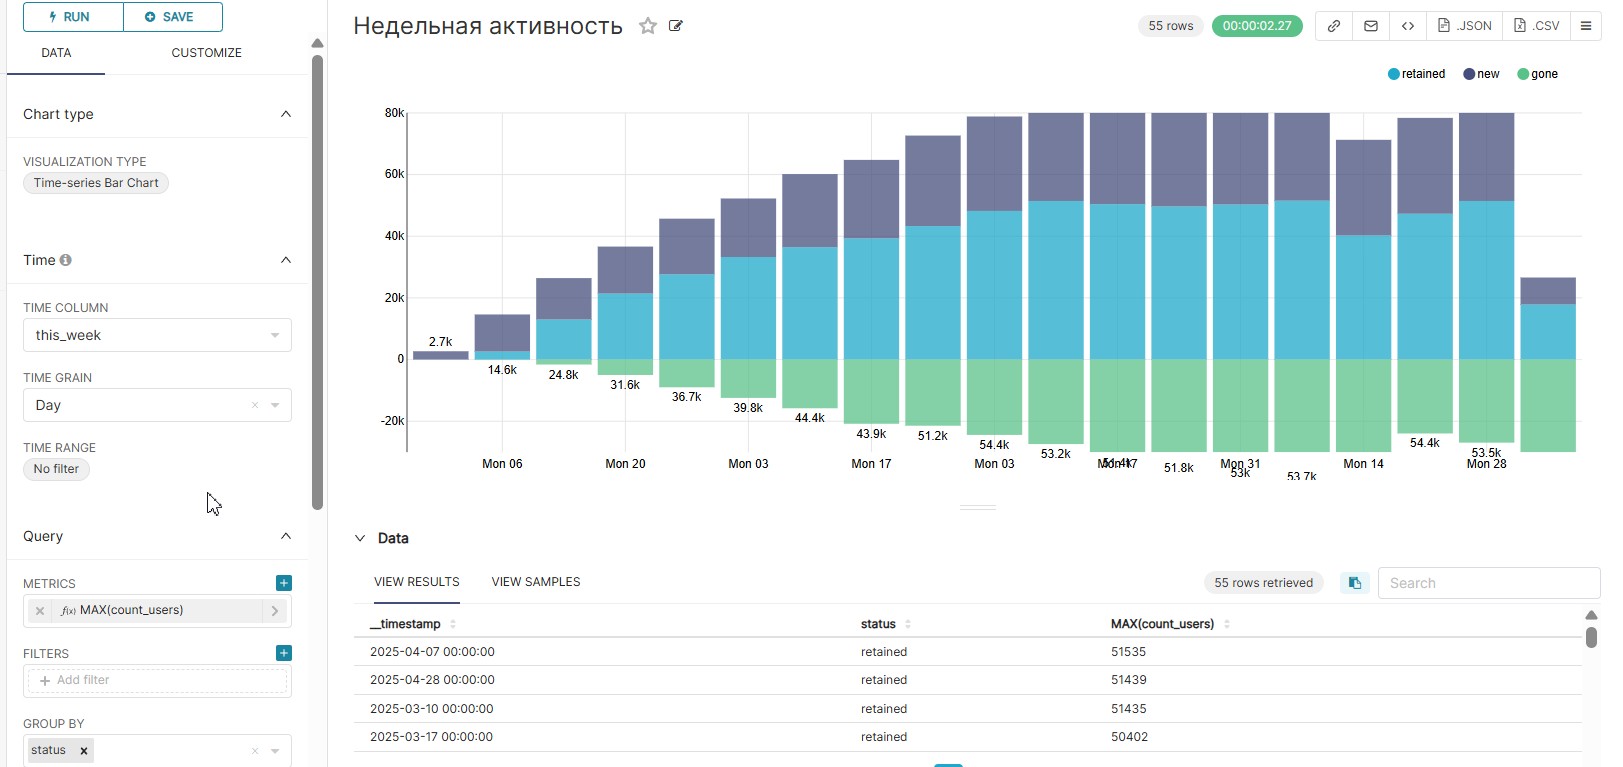 RUN
SAVE
DATA
CUSTOMIZE
Chart type
VISUALIZATION TYPE
Time-series Bar Chart
Time
TIME COLUMN
this_week
TIME GRAIN
Day
TIME RANGE
No filter
Query
METRICS
f(x) MAX(count_users)
FILTERS
Add filter
GROUP BY
status
Недельная активность
55 rows
00:00:02.27
.JSON
.CSV
retained
new
gone
80k
60k
40k
20k
0
-20k
2.7k
14.6k
24.8k
31.6k
36.7k
39.8k
44.4k
43.9k
51.2k
54.4k
53.2k
51.4k
51.8k
53k
53.7k
54.4k
53.5k
Mon 06
Mon 20
Mon 03
Mon 17
Mon 03
Mon 17
Mon 31
Mon 14
Mon 28
Data
VIEW RESULTS
VIEW SAMPLES
55 rows retrieved
Search
__timestamp status MAX(count_users)
2025-04-07 00:00:00 retained 51535
2025-04-28 00:00:00 retained 51439
2025-03-10 00:00:00 retained 51435
2025-03-17 00:00:00 retained 50402